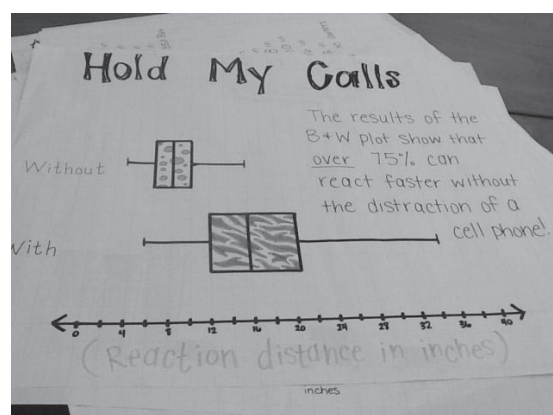 Hold My Calls
The results of the
B+W plot show that
over 75% can
react faster without
the distraction of a
cell phone!
Without
With
0 4 8 12 16 20 24 28 32 36 40
(Reaction distance in inches)
inches